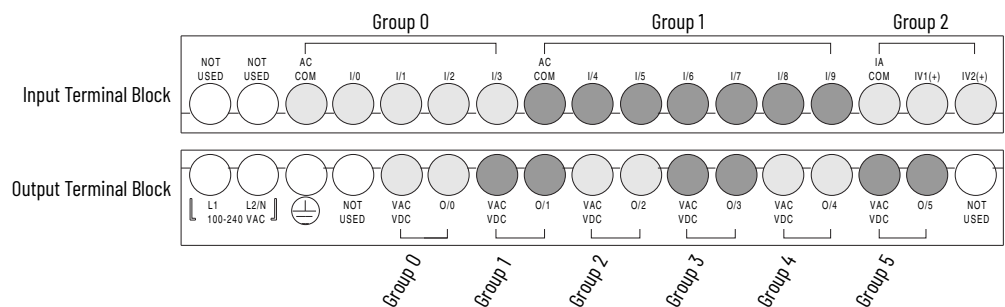 Group 0
Group 1
Group 2
Input Terminal Block
NOT USED
NOT USED
AC COM
I/0
I/1
I/2
I/3
AC COM
I/4
I/5
I/6
I/7
I/8
I/9
IA COM
IV1(+)
IV2(+)
Output Terminal Block
L1
L2/N
100-240 VAC
NOT USED
VAC VDC
O/0
VAC VDC
O/1
VAC VDC
O/2
VAC VDC
O/3
VAC VDC
O/4
VAC VDC
O/5
NOT USED
Group 0
Group 1
Group 2
Group 3
Group 4
Group 5